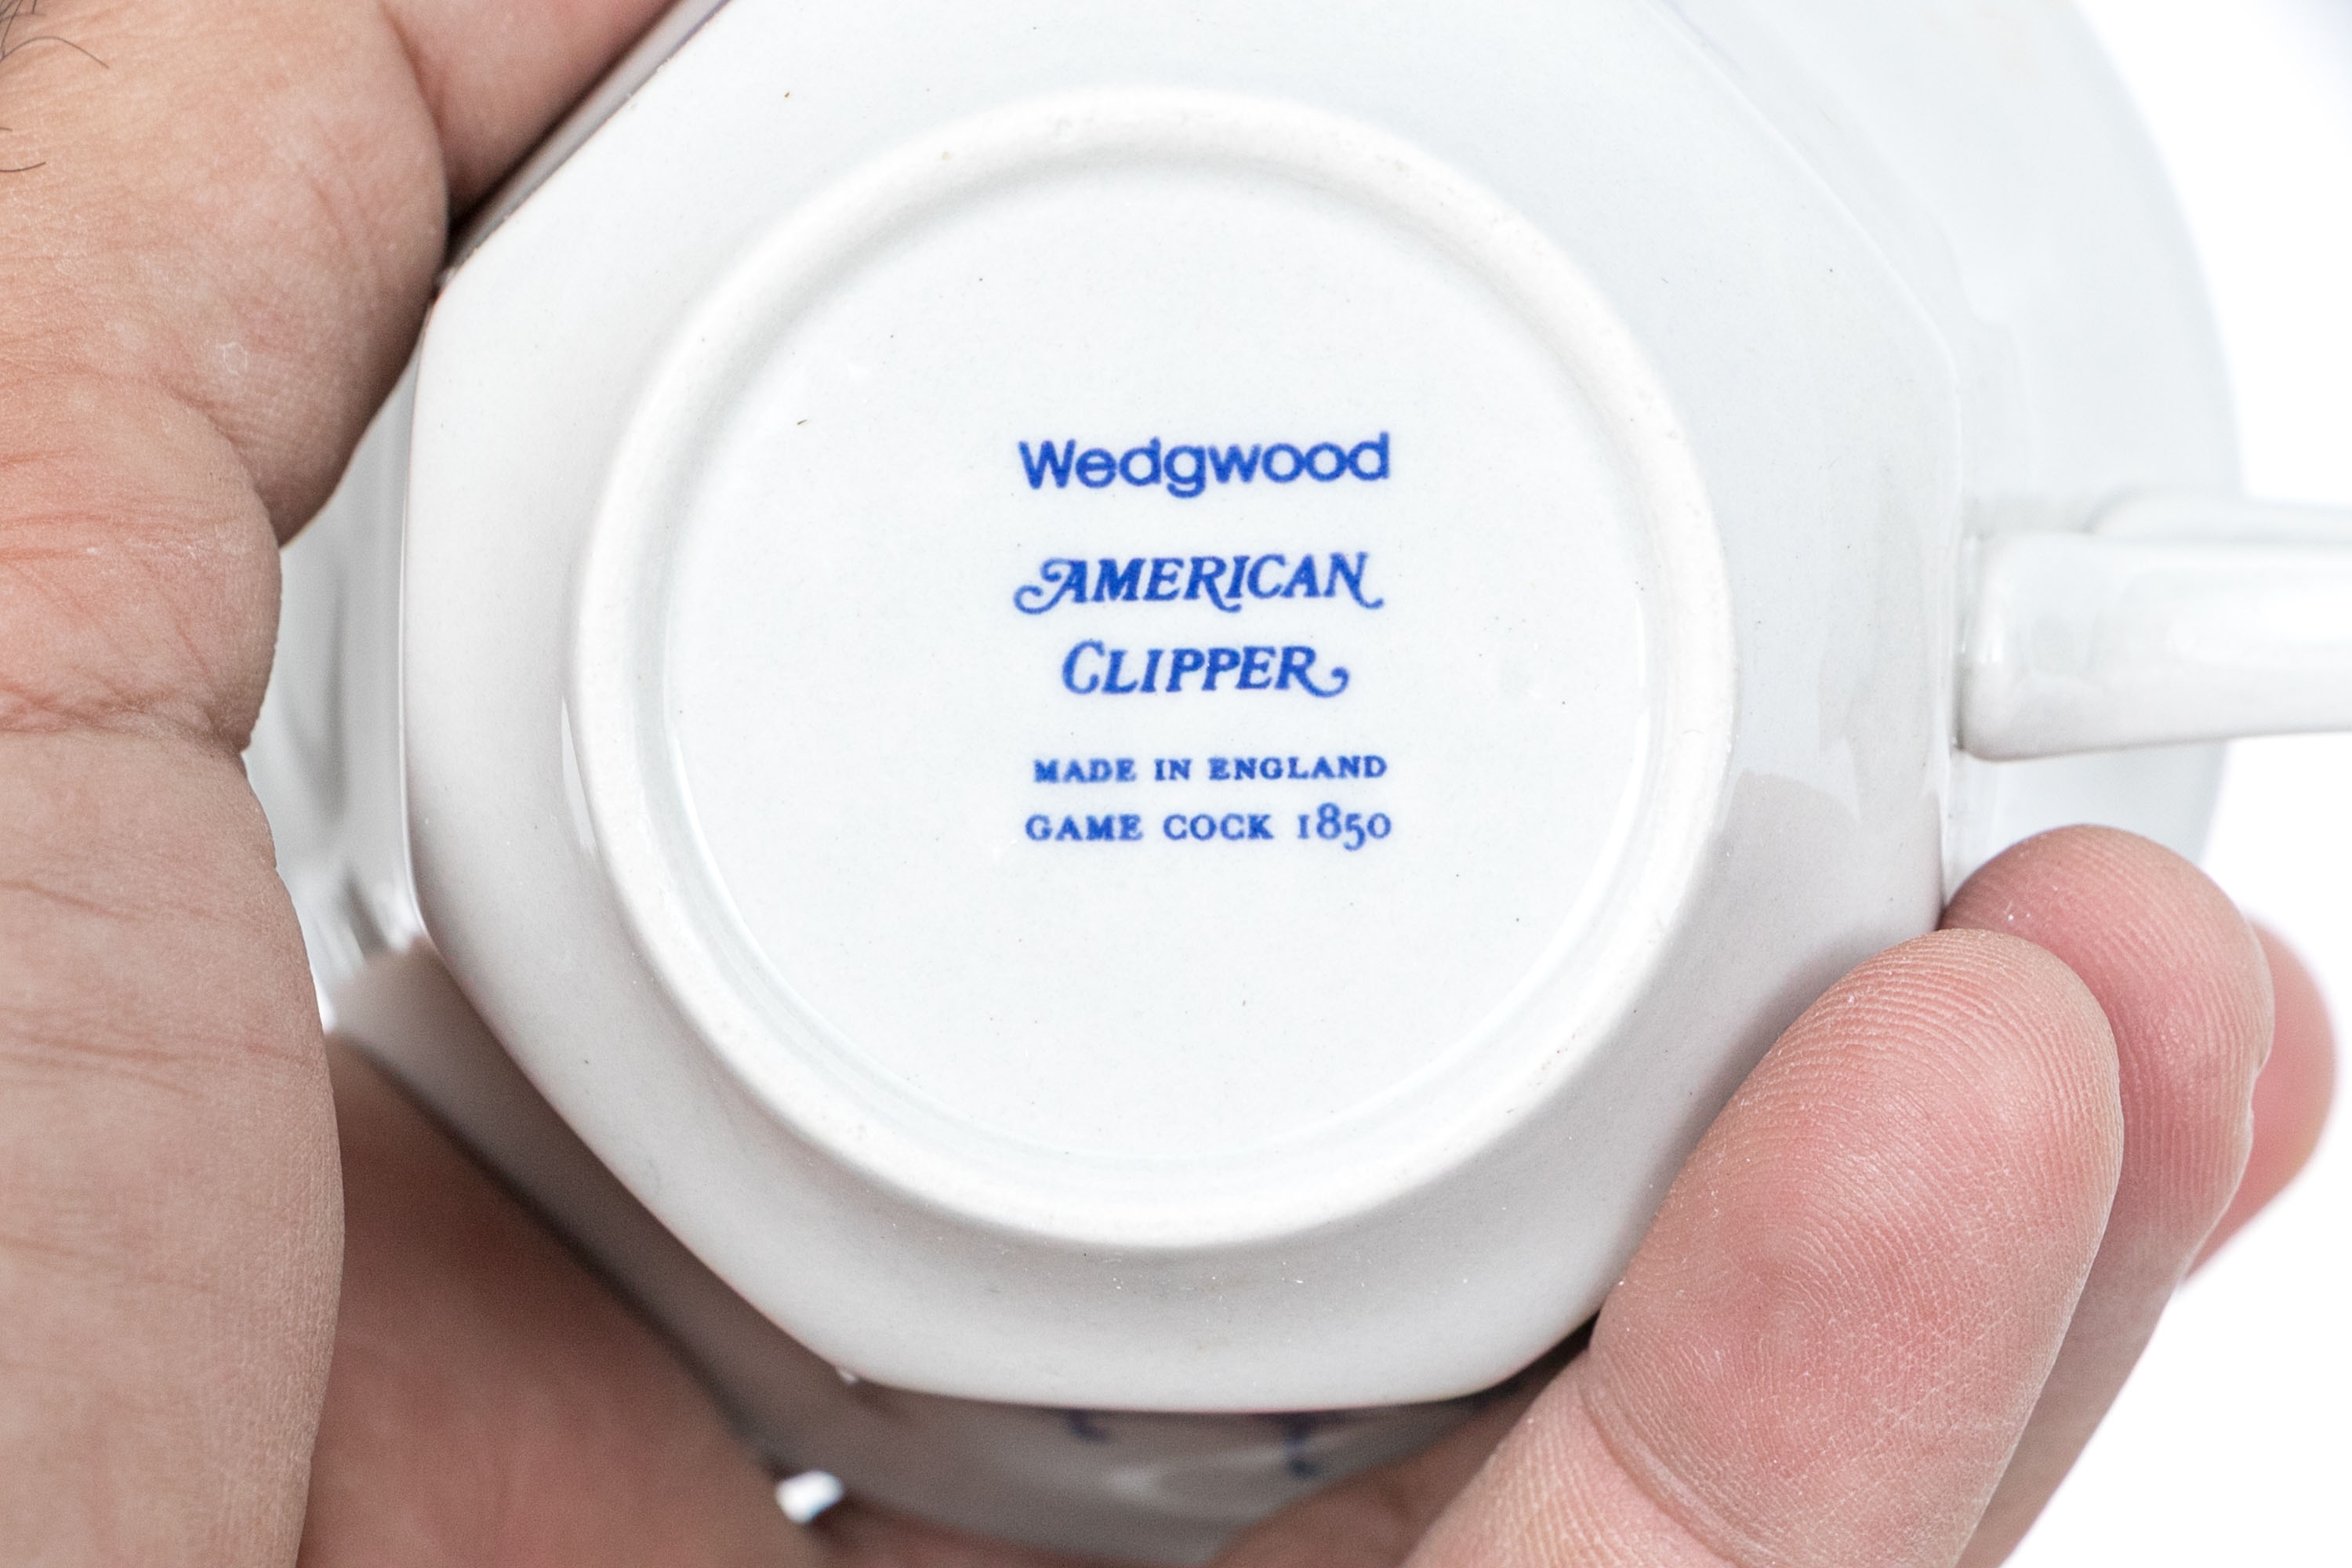 Wedgwood
AMERICAN
CLIPPER
MADE IN ENGLAND
GAME COCK 1850